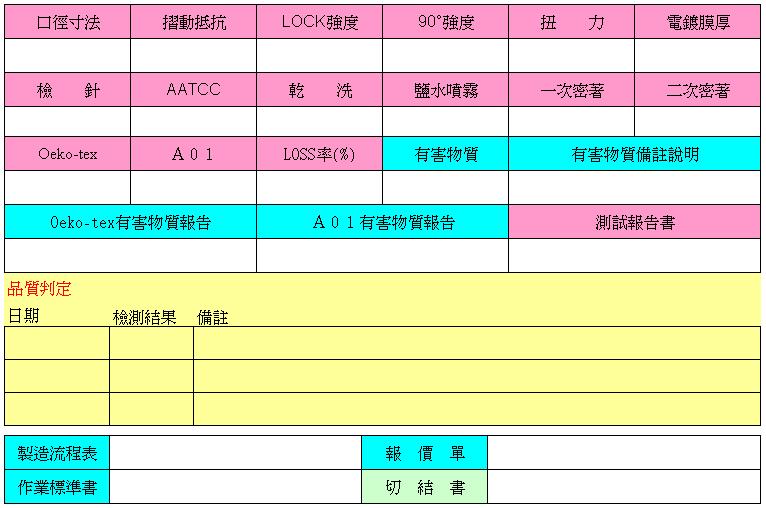 口徑寸法 摺動抵抗 LOCK強度 90°強度 扭 力 電鍍膜厚
檢 針 AATCC 乾 洗 鹽水噴霧 一次密著 二次密著
Oeko-tex A01 LOSS率(%) 有害物質 有害物質備註說明
Oeko-tex有害物質報告 A01有害物質報告 測試報告書
品質判定
日期 檢測結果 備註
製造流程表 報價單
作業標準書 切結書